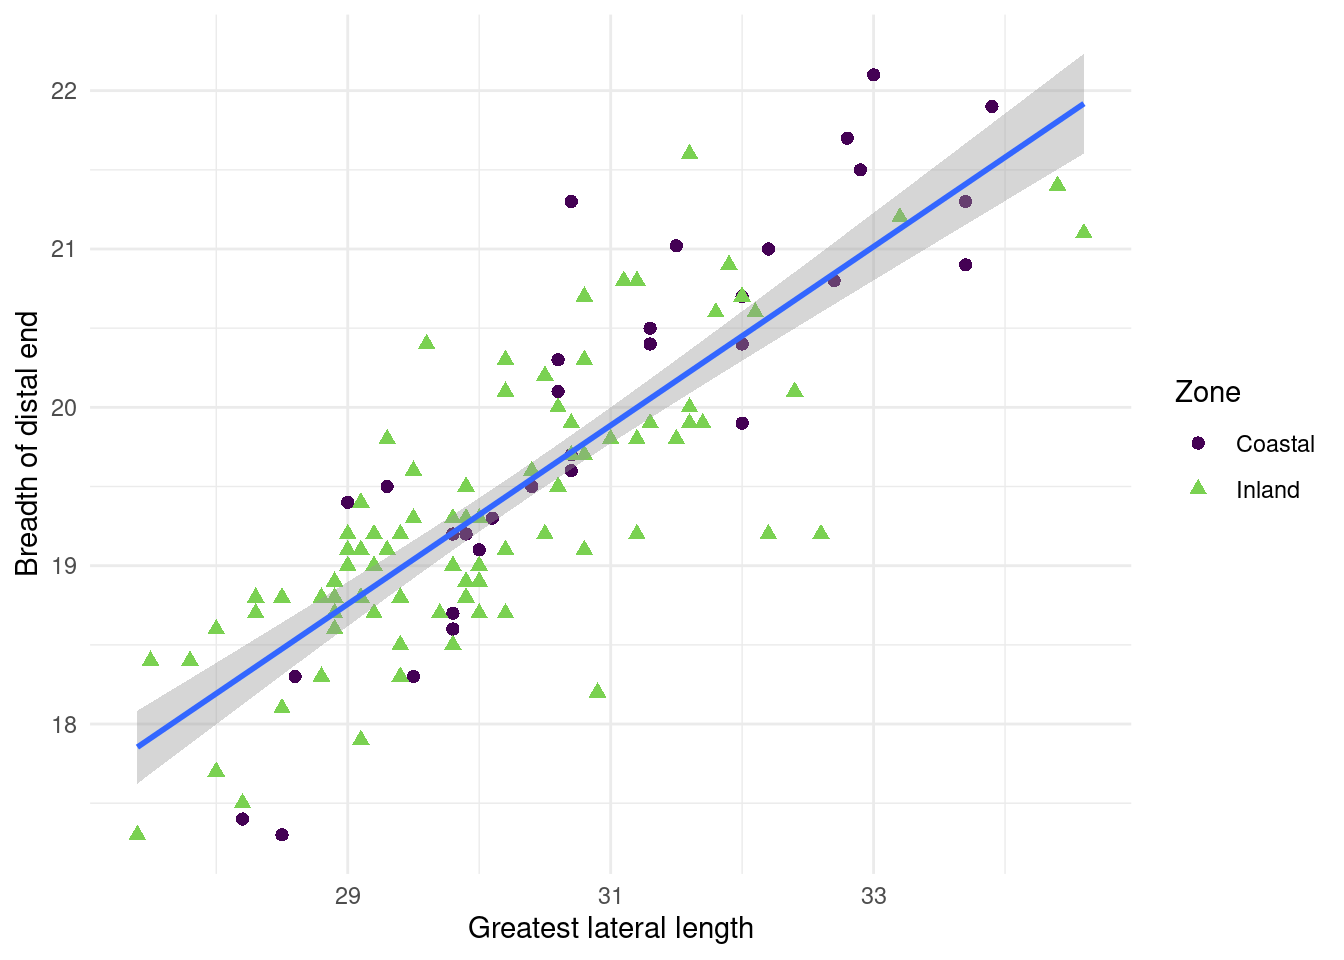 22
21
20
19
18
Breadth of distal end
29 31 33
Greatest lateral length
Zone
Coastal
Inland